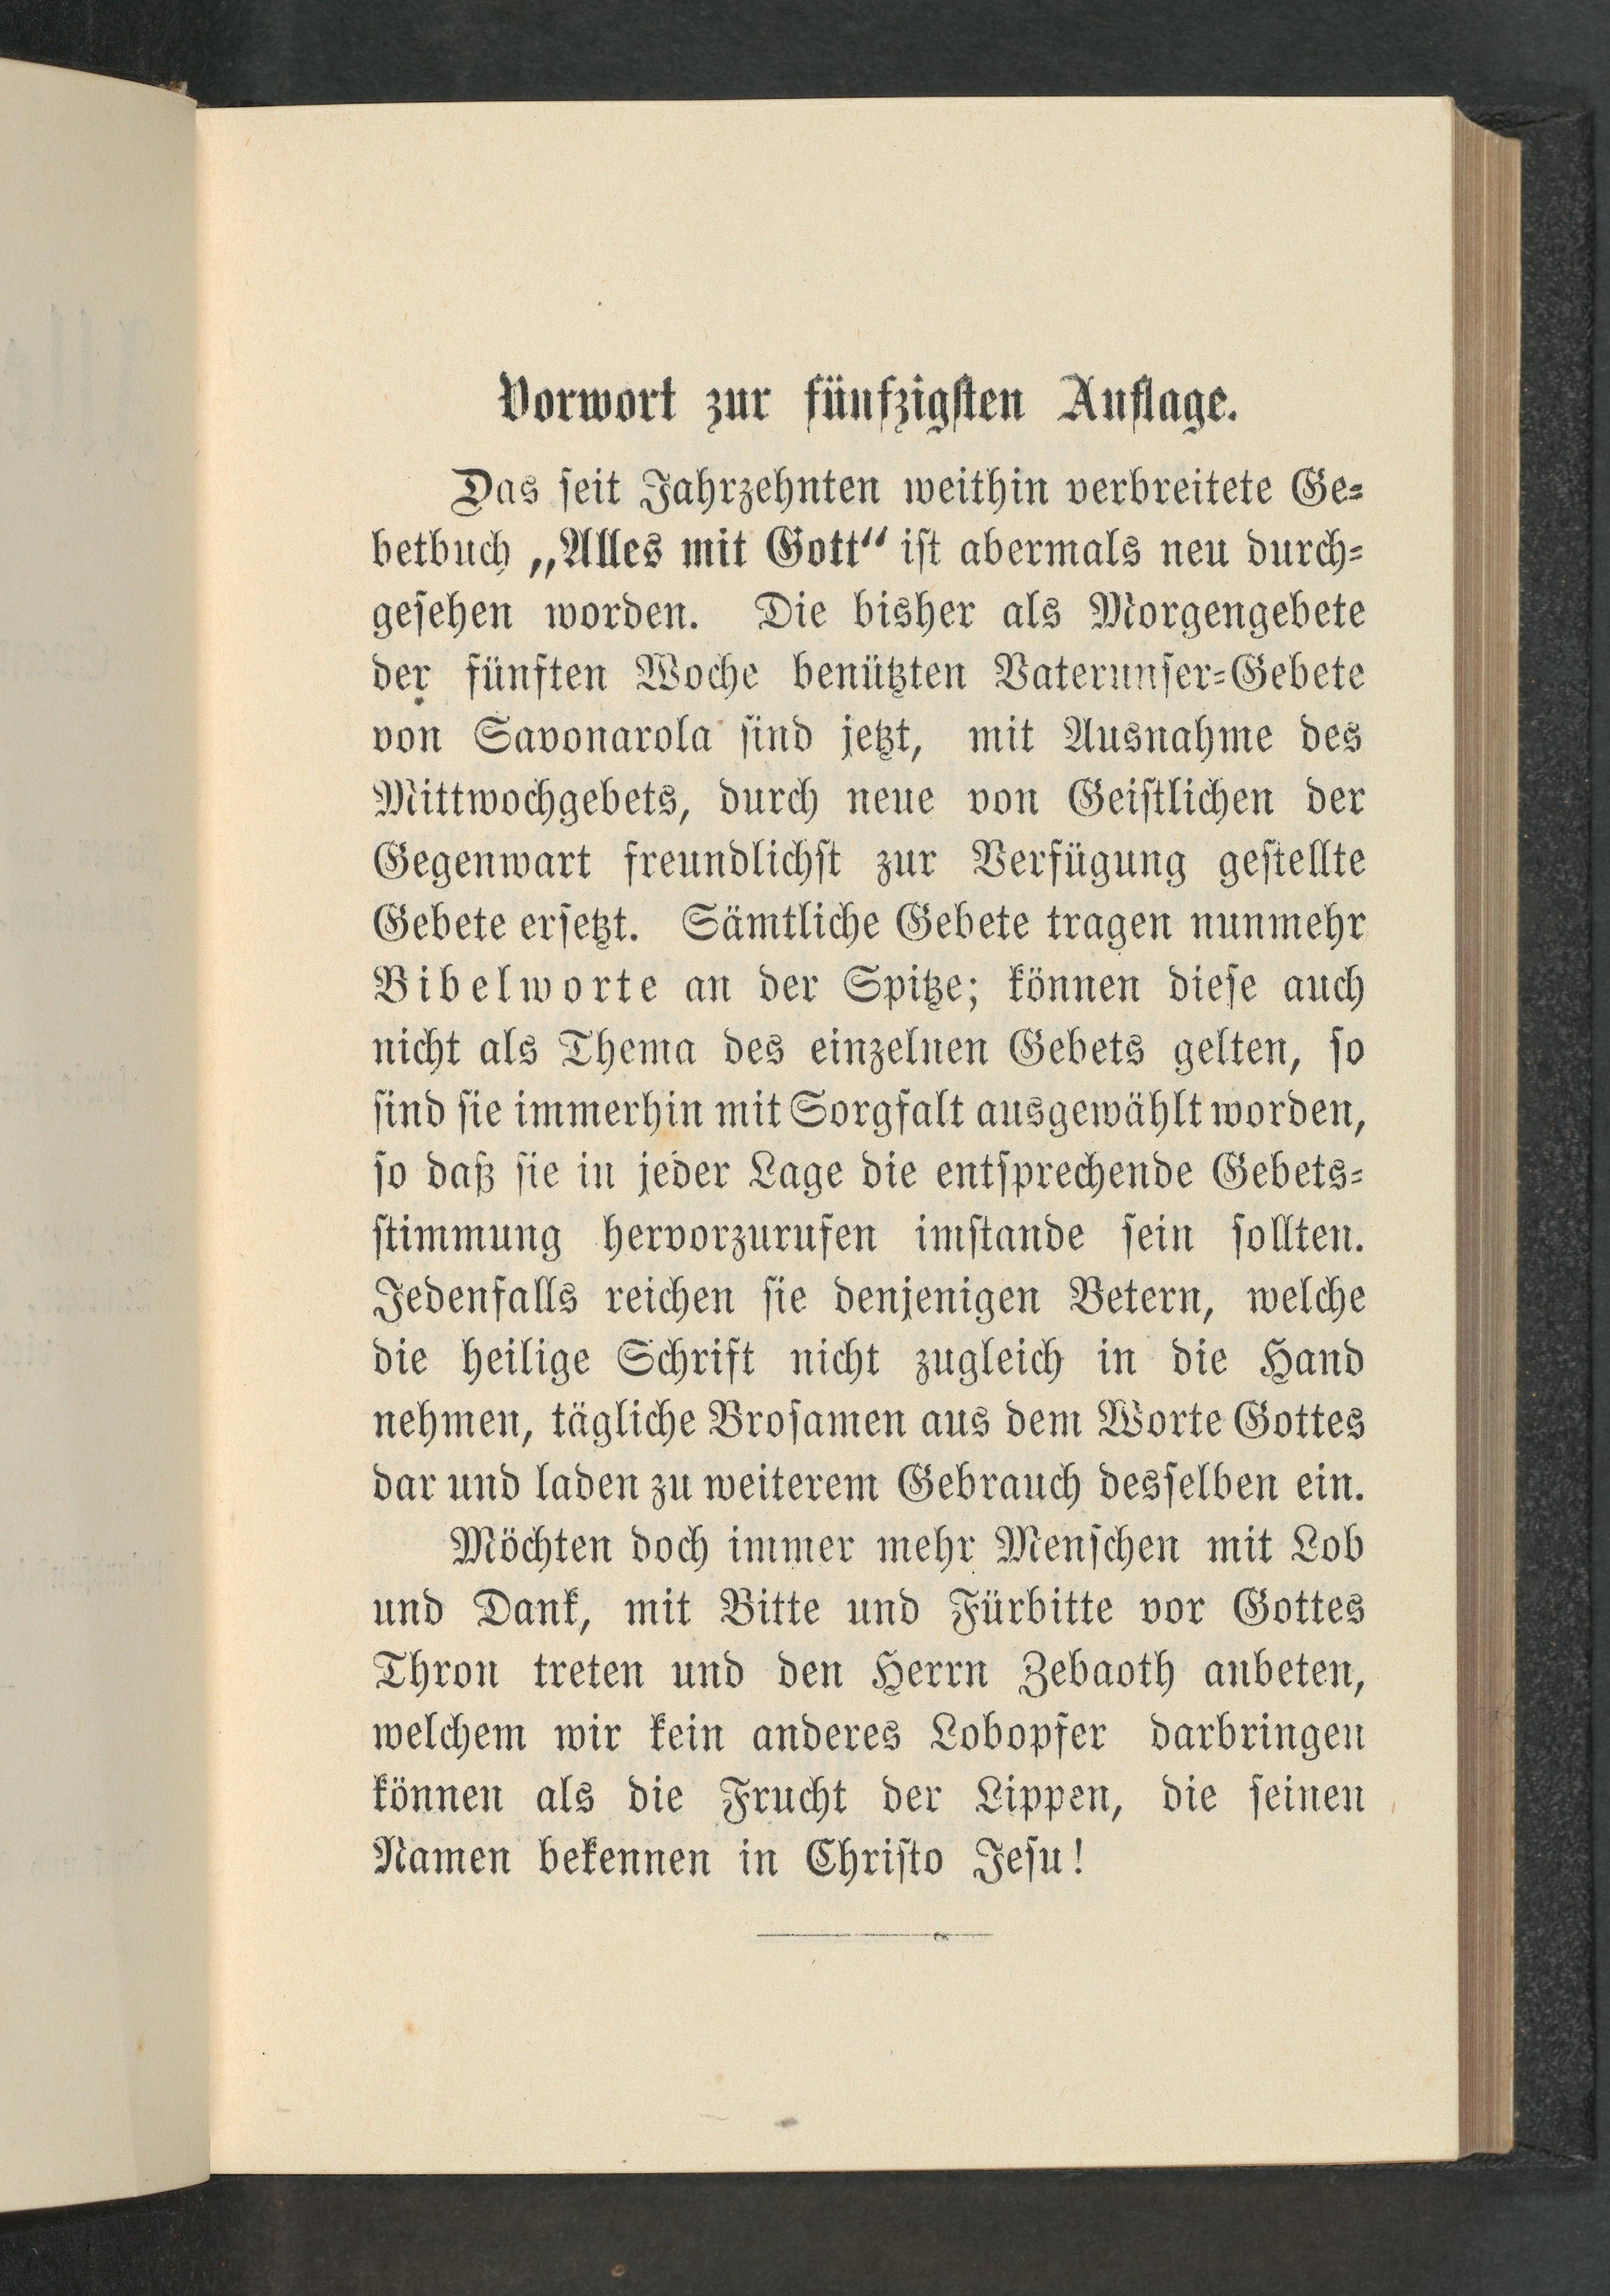 Vorwort zur fünfzigsten Auflage.
Das seit Jahrzehnten weithin verbreitete Ge-
betbuch „Alles mit Gott“ ist abermals neu durch-
gesehen worden. Die bisher als Morgengebete
der fünften Woche benützten Vaterunser-Gebete
von Savonarola sind jetzt, mit Ausnahme des
Mittwochgebets, durch neue von Geistlichen der
Gegenwart freundlichst zur Verfügung gestellte
Gebete ersetzt. Sämtliche Gebete tragen nunmehr
Bibelworte an der Spitze; können diese auch
nicht als Thema des einzelnen Gebets gelten, so
sind sie immerhin mit Sorgfalt ausgewählt worden,
so daß sie in jeder Lage die entsprechende Gebets-
stimmung hervorzurufen imstande sein sollten.
Jedenfalls reichen sie denjenigen Betern, welche
die heilige Schrift nicht zugleich in die Hand
nehmen, tägliche Brosamen aus dem Worte Gottes
dar und laden zu weiterem Gebrauch desselben ein.
Möchten doch immer mehr Menschen mit Lob
und Dank, mit Bitte und Fürbitte vor Gottes
Thron treten und den Herrn Zebaoth anbeten,
welchem wir kein anderes Lobopfer darbringen
können als die Frucht der Lippen, die seinen
Namen bekennen in Christo Jesu!